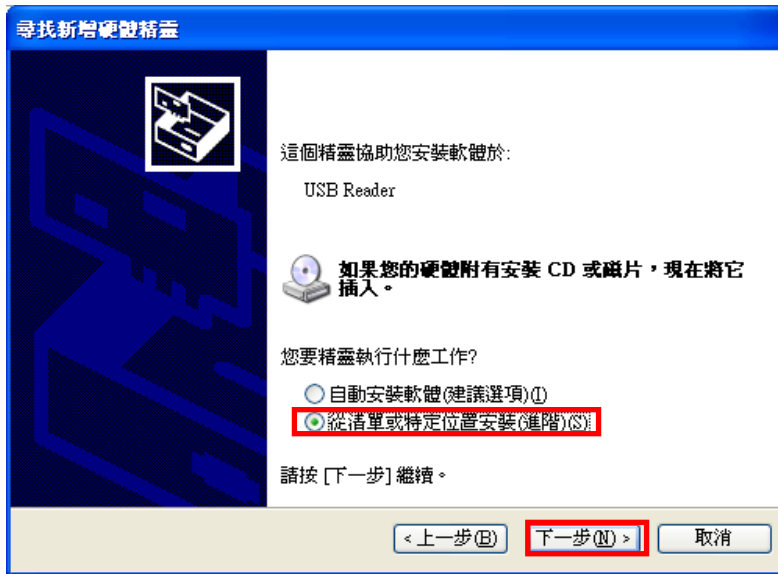 尋找新增硬體精靈
這個精靈協助您安裝軟體於:
USB Reader
如果您的硬體附有安裝 CD 或磁片，現在將它
插入。
您要精靈執行什麼工作?
自動安裝軟體(建議選項)(I)
從清單或特定位置安裝(進階)(S)
請按 [下一步] 繼續。
< 上一步(B) 下一步(N) > 取消